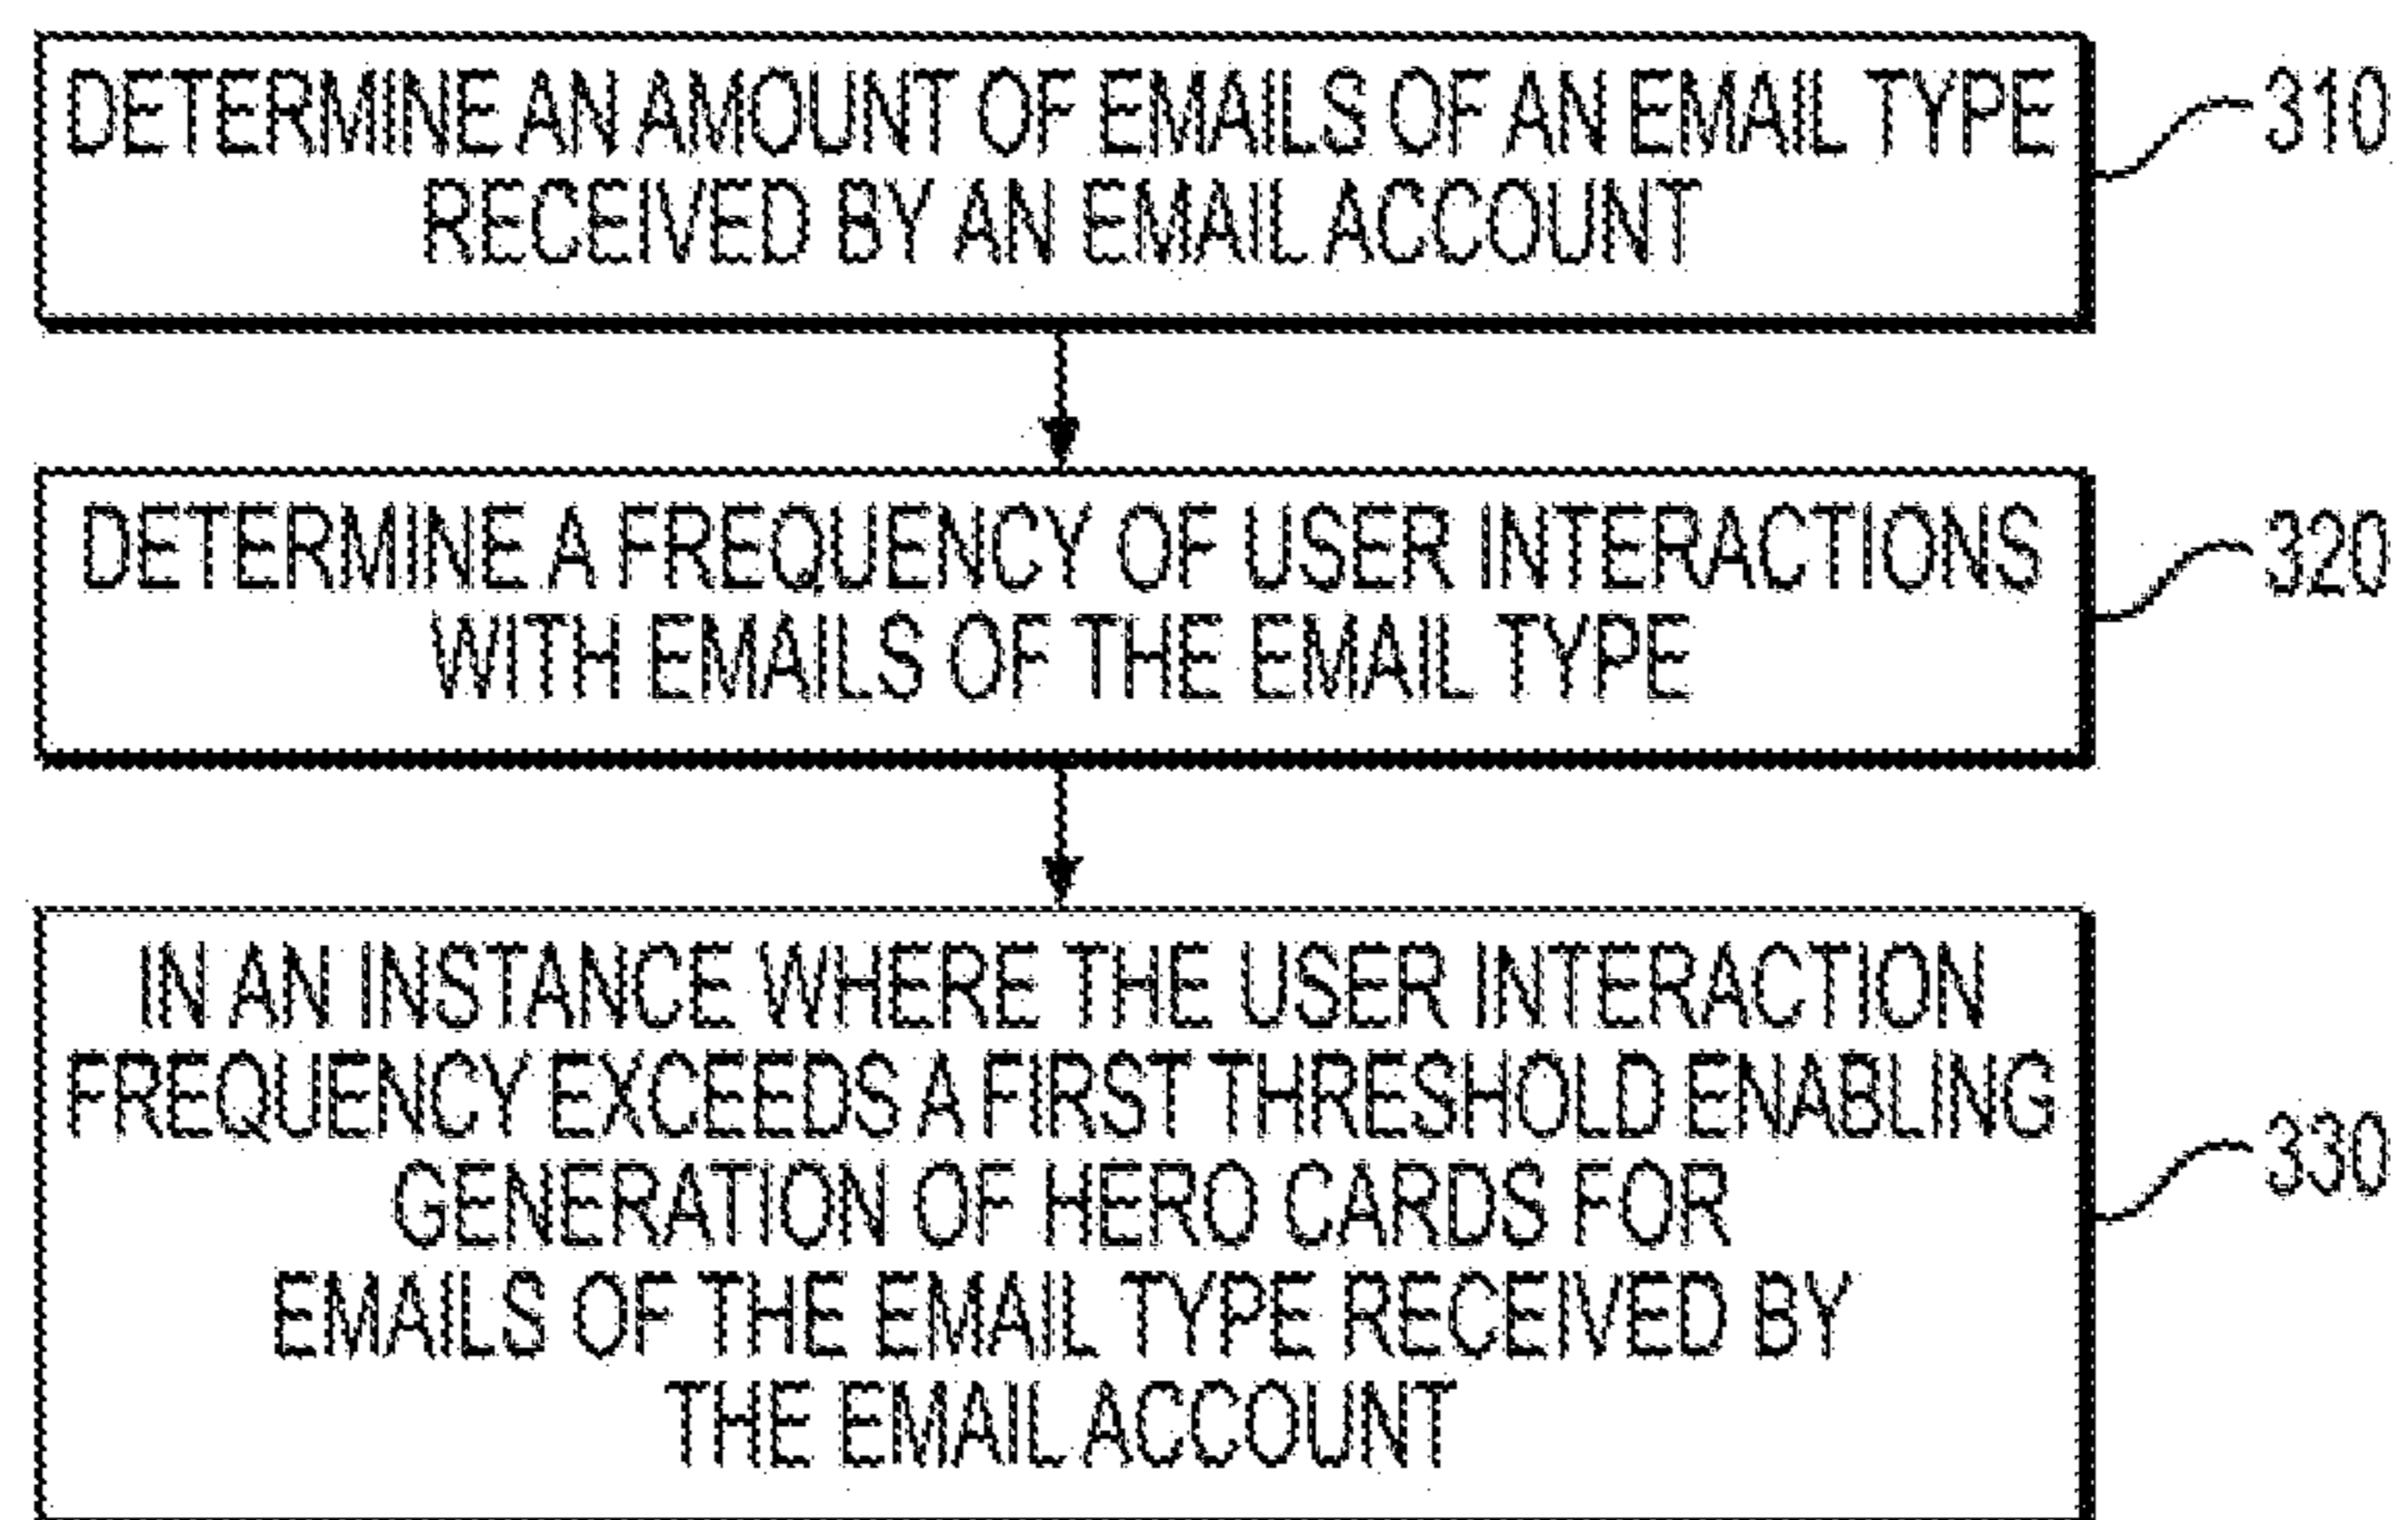 DETERMINE AN AMOUNT OF EMAILS OF AN EMAIL TYPE
RECEIVED BY AN EMAIL ACCOUNT
310
DETERMINE A FREQUENCY OF USER INTERACTIONS
WITH EMAILS OF THE EMAIL TYPE
320
IN AN INSTANCE WHERE THE USER INTERACTION
FREQUENCY EXCEEDS A FIRST THRESHOLD ENABLING
GENERATION OF HERO CARDS FOR
EMAILS OF THE EMAIL TYPE RECEIVED BY
THE EMAIL ACCOUNT
330